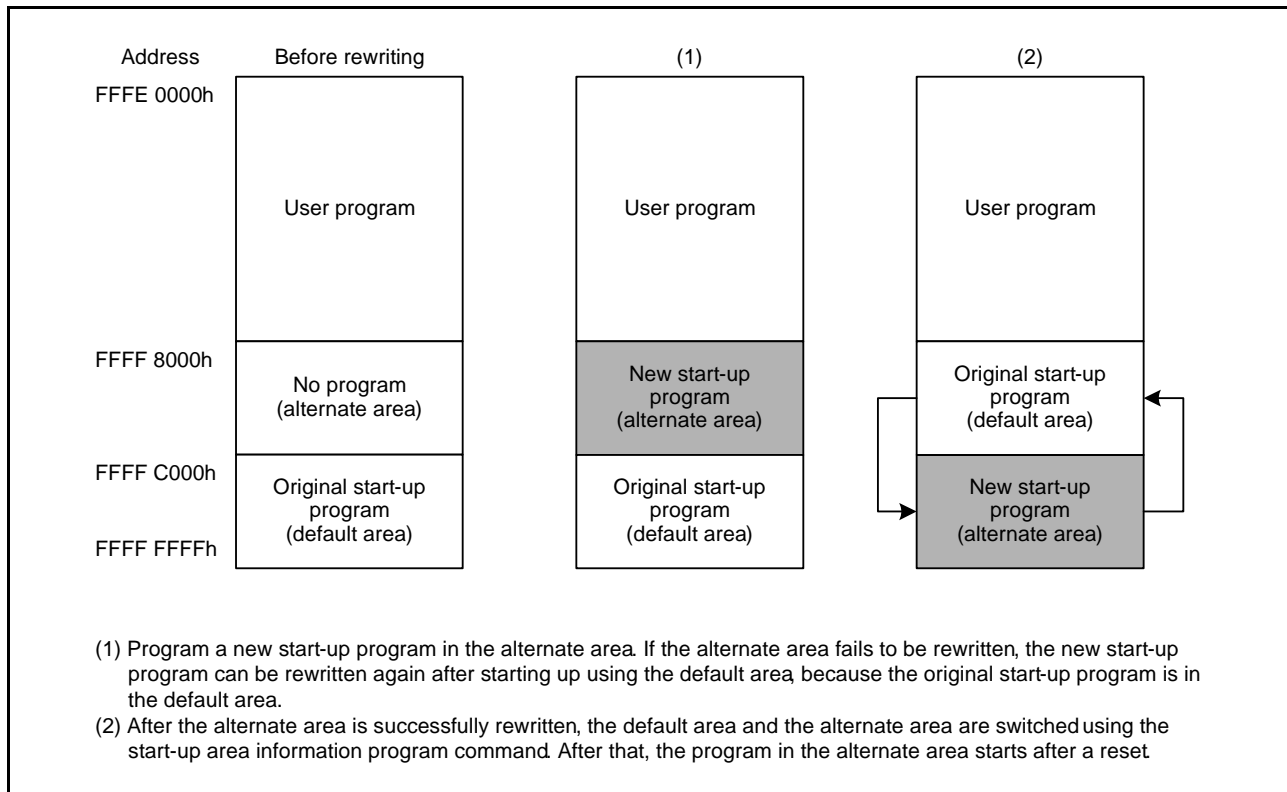 Address
Before rewriting
(1)
(2)
FFFE 0000h
User program
User program
User program
FFFF 8000h
No program
(alternate area)
New start-up
program
(alternate area)
Original start-up
program
(default area)
FFFF C000h
Original start-up
program
(default area)
Original start-up
program
(default area)
New start-up
program
(alternate area)
FFFF FFFFh
(1) Program a new start-up program in the alternate area. If the alternate area fails to be rewritten, the new start-up
program can be rewritten again after starting up using the default area, because the original start-up program is in
the default area.
(2) After the alternate area is successfully rewritten, the default area and the alternate area are switched using the
start-up area information program command. After that, the program in the alternate area starts after a reset.